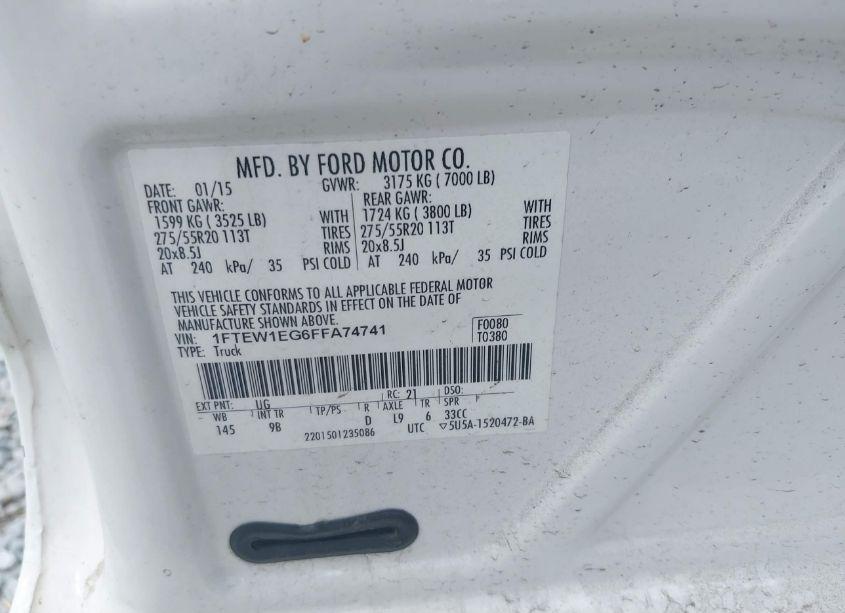 MFD. BY FORD MOTOR CO.
DATE: 01/15 GVWR: 3175 KG ( 7000 LB)
FRONT GAWR: REAR GAWR:
1599 KG ( 3525 LB) WITH 1724 KG ( 3800 LB) WITH
275/55R20 113T TIRES 275/55R20 113T TIRES
20x8.5J RIMS 20x8.5J RIMS
AT 240 kPa/ 35 PSI COLD AT 240 kPa/ 35 PSI COLD
THIS VEHICLE CONFORMS TO ALL APPLICABLE FEDERAL MOTOR
VEHICLE SAFETY STANDARDS IN EFFECT ON THE DATE OF
MANUFACTURE SHOWN ABOVE.
VIN: 1FTEW1EG6FFA74741 F0080
TYPE: Truck T0380
EXT PNT: UG RC: 21 DSO:
WB INT TR TP/PS R AXLE TR SPR
145 9B D L9 6 33CC
2201501235086 UTC ▽5U5A-1520472-BA